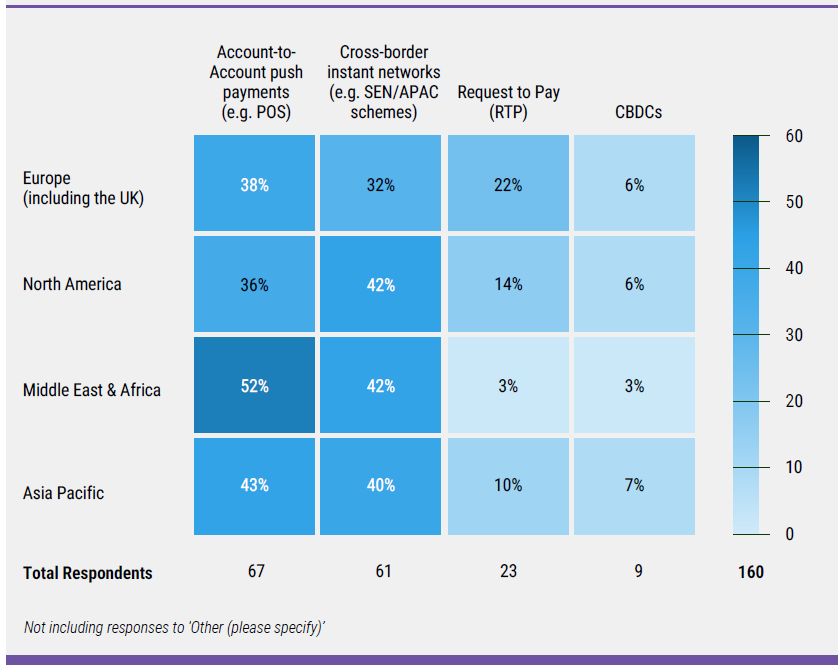 Account-to-
Account push
payments
(e.g. POS)
Cross-border
instant networks
(e.g. SEN/APAC
schemes)
Request to Pay
(RTP)
CBDCs
Europe
(including the UK)
38%
32%
22%
6%
North America
36%
42%
14%
6%
Middle East & Africa
52%
42%
3%
3%
Asia Pacific
43%
40%
10%
7%
60
50
40
30
20
10
0
Total Respondents
67
61
23
9
160
Not including responses to ‘Other (please specify)’